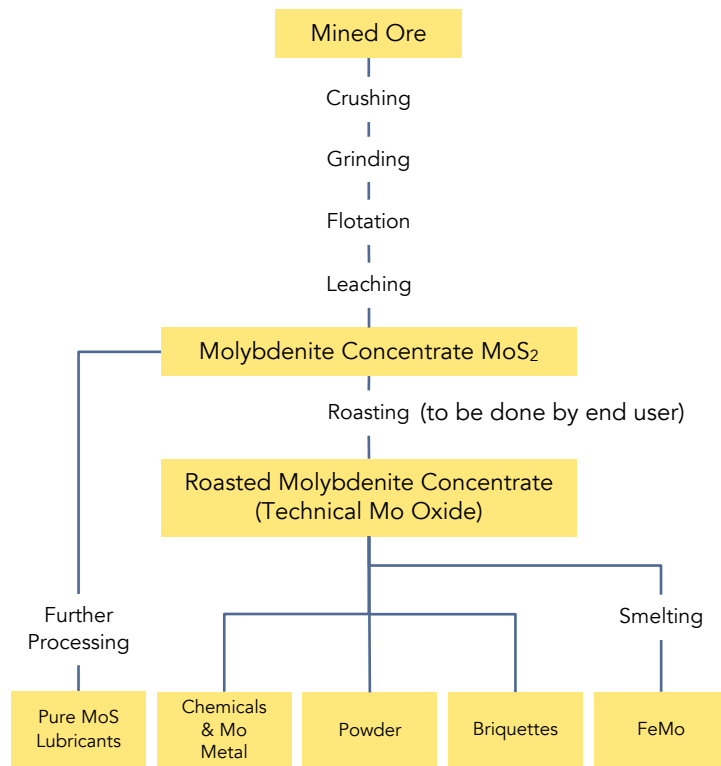 Mined Ore
Crushing
Grinding
Flotation
Leaching
Molybdenite Concentrate MoS₂
Roasting (to be done by end user)
Roasted Molybdenite Concentrate
(Technical Mo Oxide)
Further
Processing
Smelting
Pure MoS
Lubricants
Chemicals
& Mo
Metal
Powder
Briquettes
FeMo